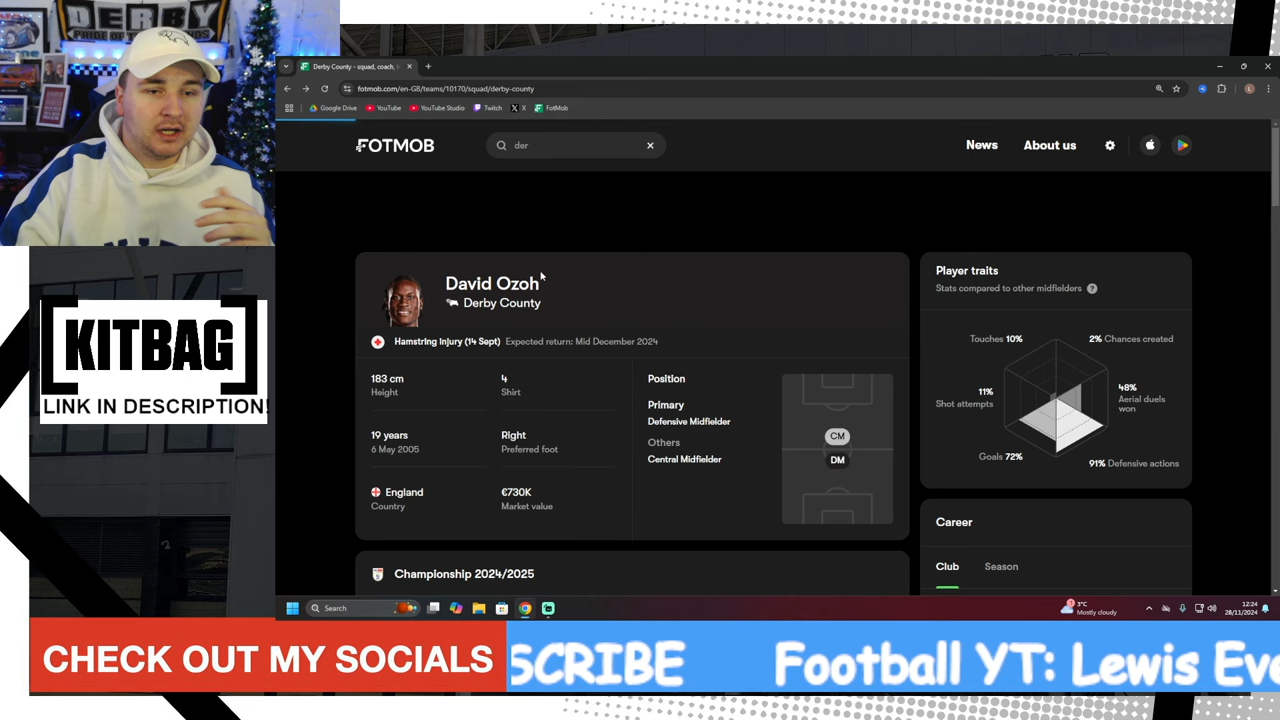 DERBY
PRIDE OF THE
KITBAG
LINK IN DESCRIPTION!
Derby County - squad, coach,
fotmob.com/en-GB/teams/10170/squad/derby-county
Google Drive
YouTube
YouTube Studio
Twitch
X
FotMob
FOTMOB
der
News
About us
David Ozoh
Derby County
Hamstring Injury (14 Sept)
Expected return: Mid December 2024
183 cm
Height
4
Shirt
19 years
6 May 2005
Right
Preferred foot
England
Country
€730K
Market value
Position
Primary
Defensive Midfielder
Others
Central Midfielder
CM
DM
Player traits
Stats compared to other midfielders ?
Touches 10%
2% Chances created
11%
Shot attempts
48%
Aerial duels
won
Goals 72%
91% Defensive actions
Career
Club
Season
Championship 2024/2025
Search
3°C
Mostly cloudy
12:24
28/11/2024
CHECK OUT MY SOCIALS
SCRIBE Football YT: Lewis Eve